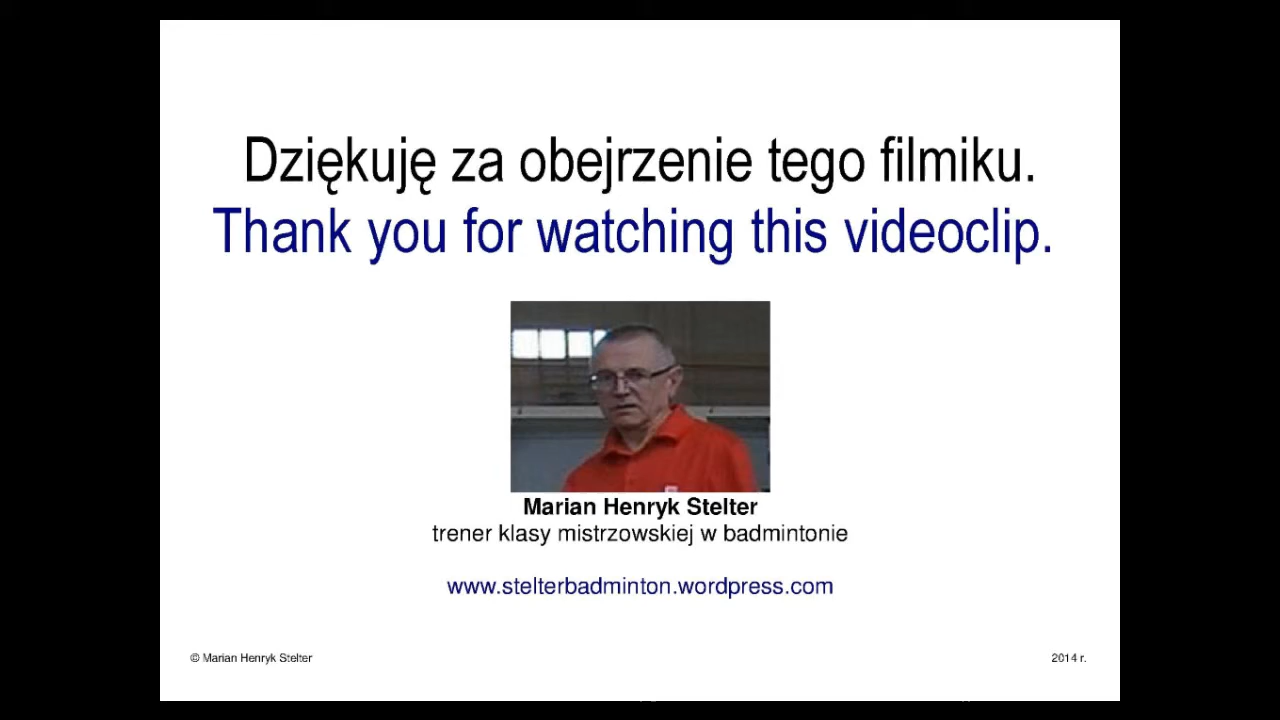 Dziękuję za obejrzenie tego filmiku.
Thank you for watching this videoclip.
Marian Henryk Stelter
trener klasy mistrzowskiej w badmintonie
www.stelterbadminton.wordpress.com
© Marian Henryk Stelter
2014 r.